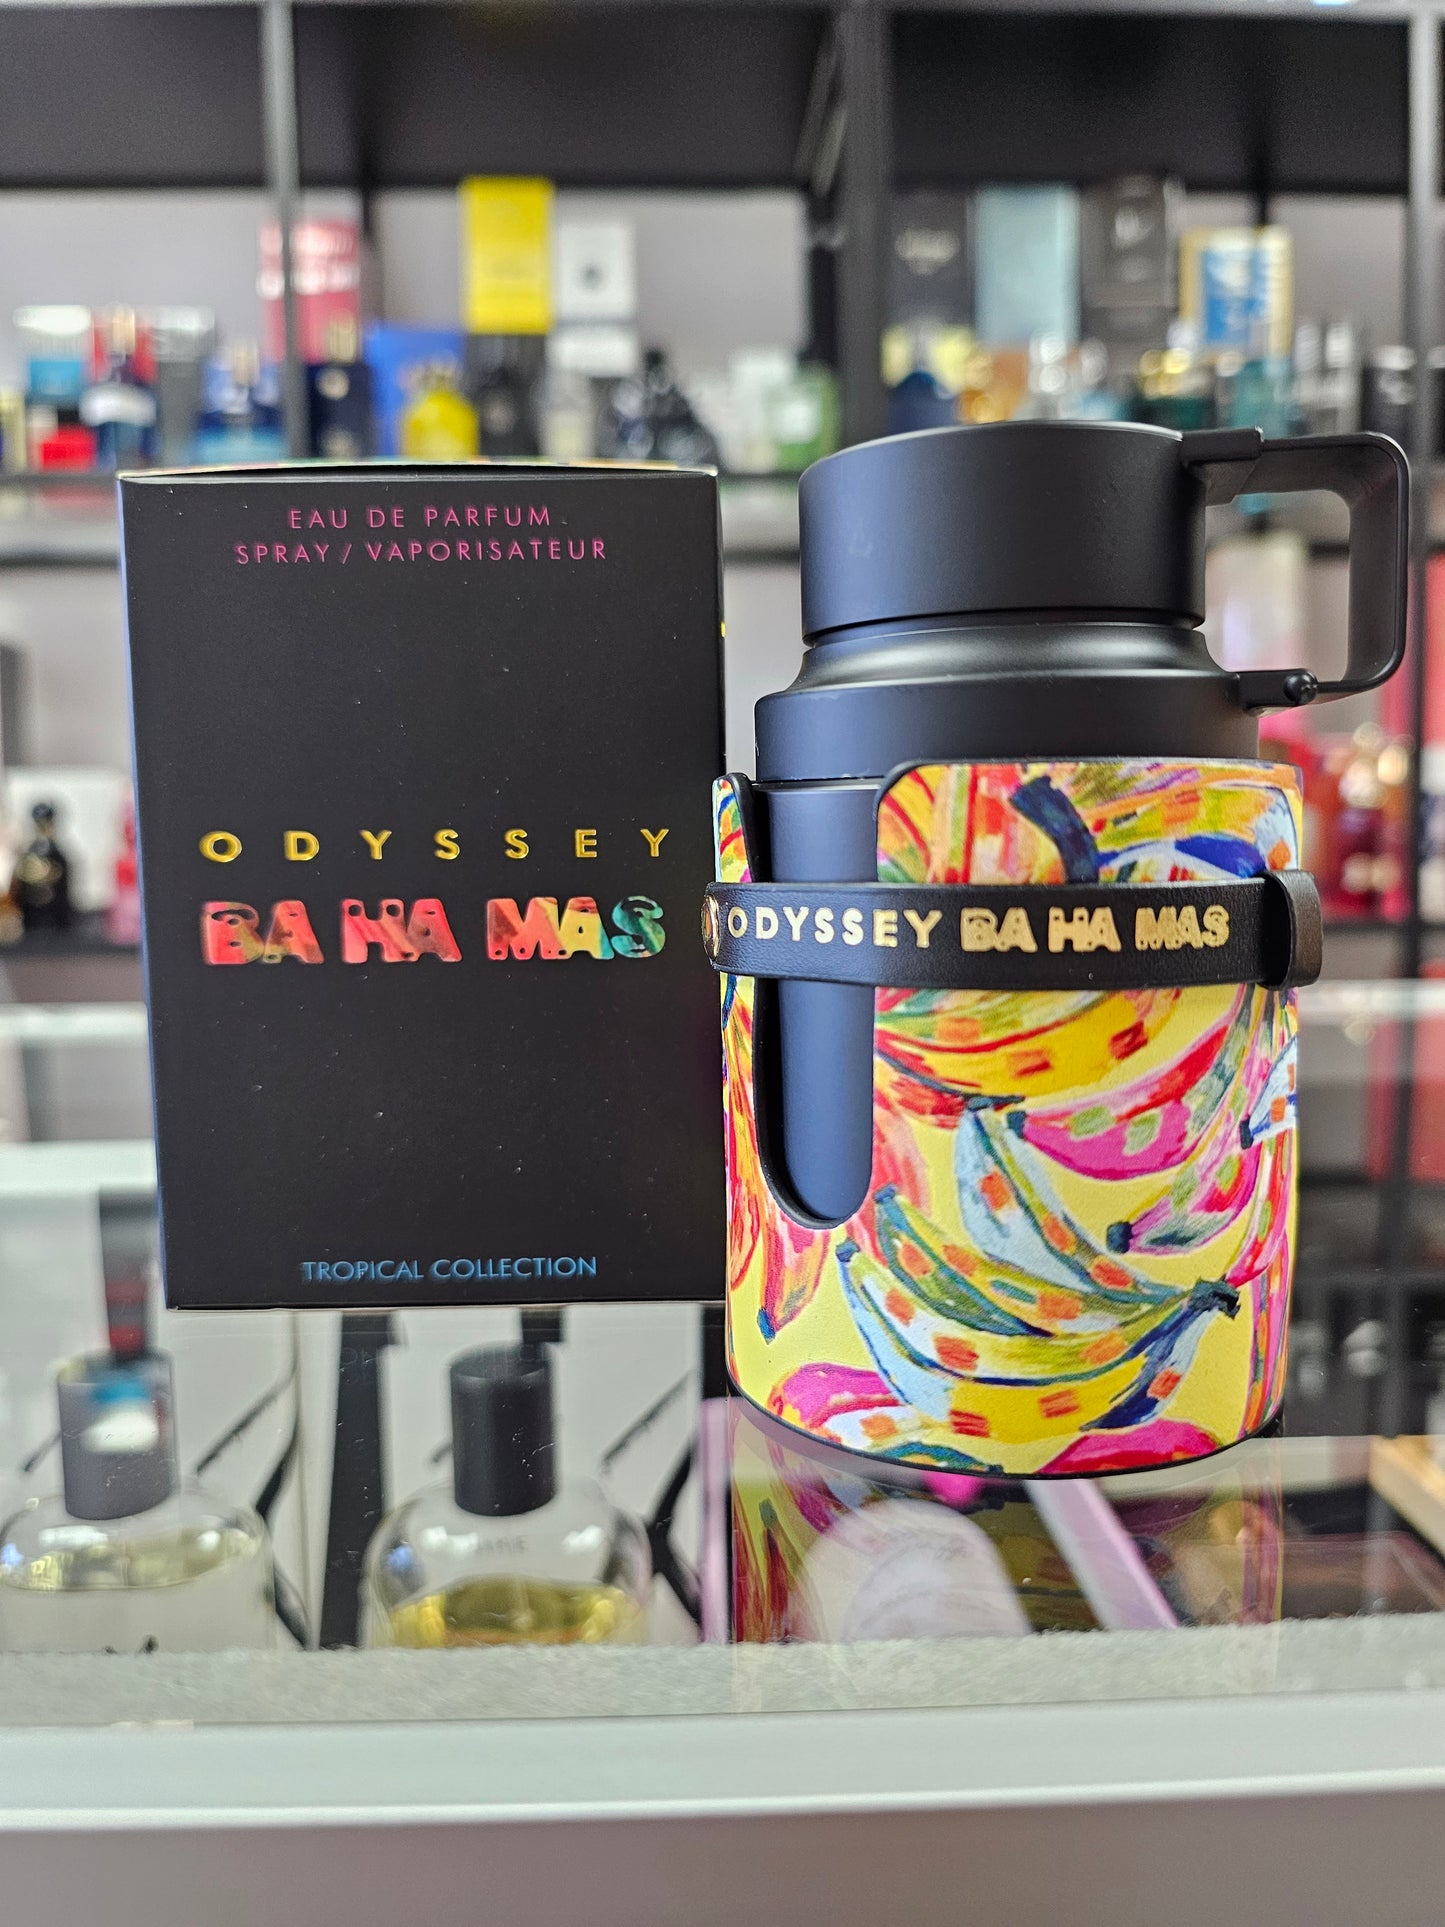 EAU DE PARFUM
SPRAY / VAPORISATEUR
ODYSSEY
BA HA MAS
TROPICAL COLLECTION
ODYSSEY BA HA MAS